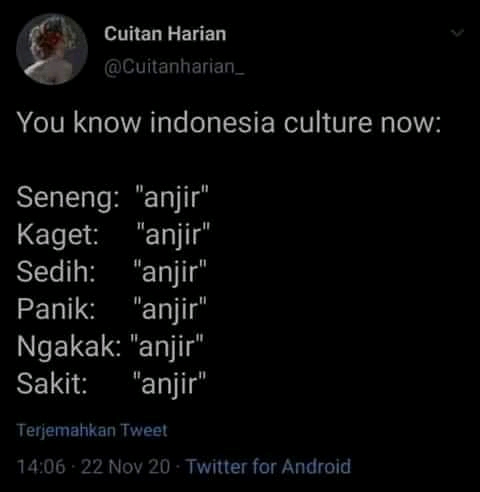 Cuitan Harian
@Cuitanharian_
You know indonesia culture now:
Seneng: "anjir"
Kaget: "anjir"
Sedih: "anjir"
Panik: "anjir"
Ngakak: "anjir"
Sakit: "anjir"
Terjemahkan Tweet
14:06 · 22 Nov 20 · Twitter for Android